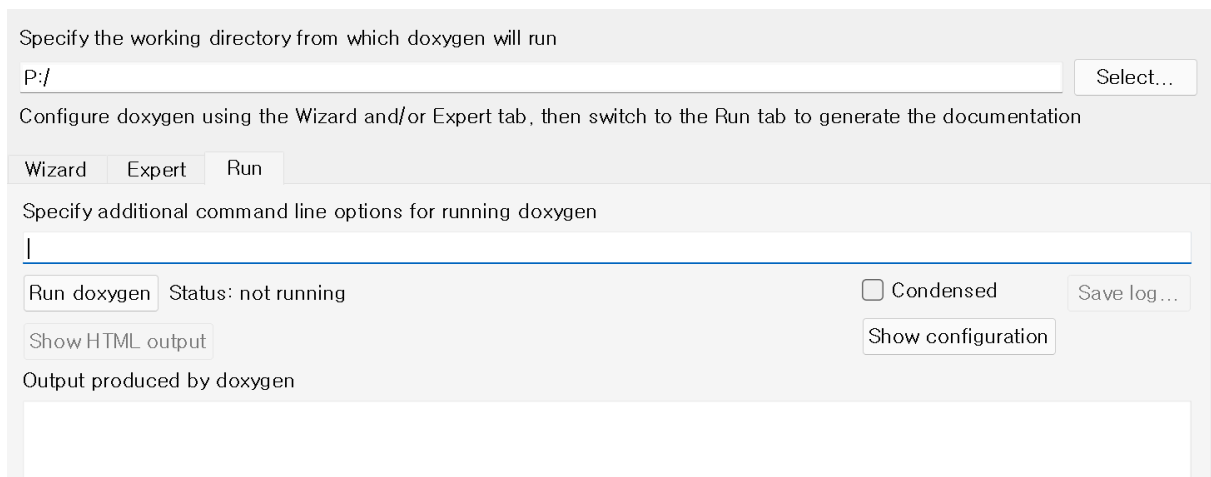 Specify the working directory from which doxygen will run
P:/
Select...
Configure doxygen using the Wizard and/or Expert tab, then switch to the Run tab to generate the documentation
Wizard Expert Run
Specify additional command line options for running doxygen
Run doxygen Status: not running Condensed Save log...
Show HTML output Show configuration
Output produced by doxygen